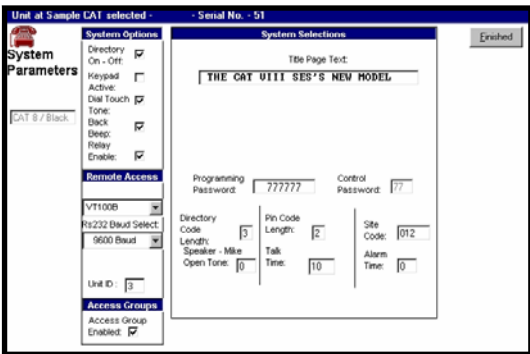 Unit at Sample CAT selected - - Serial No. - 51
System Parameters
CAT 8 / Black
System Options
Directory On - Off:
Keypad Active:
Dial Touch Tone:
Back Beep:
Relay Enable:
Remote Access
VT100B
Rs232 Baud Select:
9600 Baud
Unit ID : 3
Access Groups
Access Group Enabled:
System Selections
Title Page Text:
THE CAT VIII SES'S NEW MODEL
Programming Password: 777777
Control Password: 77
Directory Code Length: 3
Pin Code Length: 2
Site Code: 012
Speaker - Mike Open Tone: 0
Talk Time: 10
Alarm Time: 0
Finished